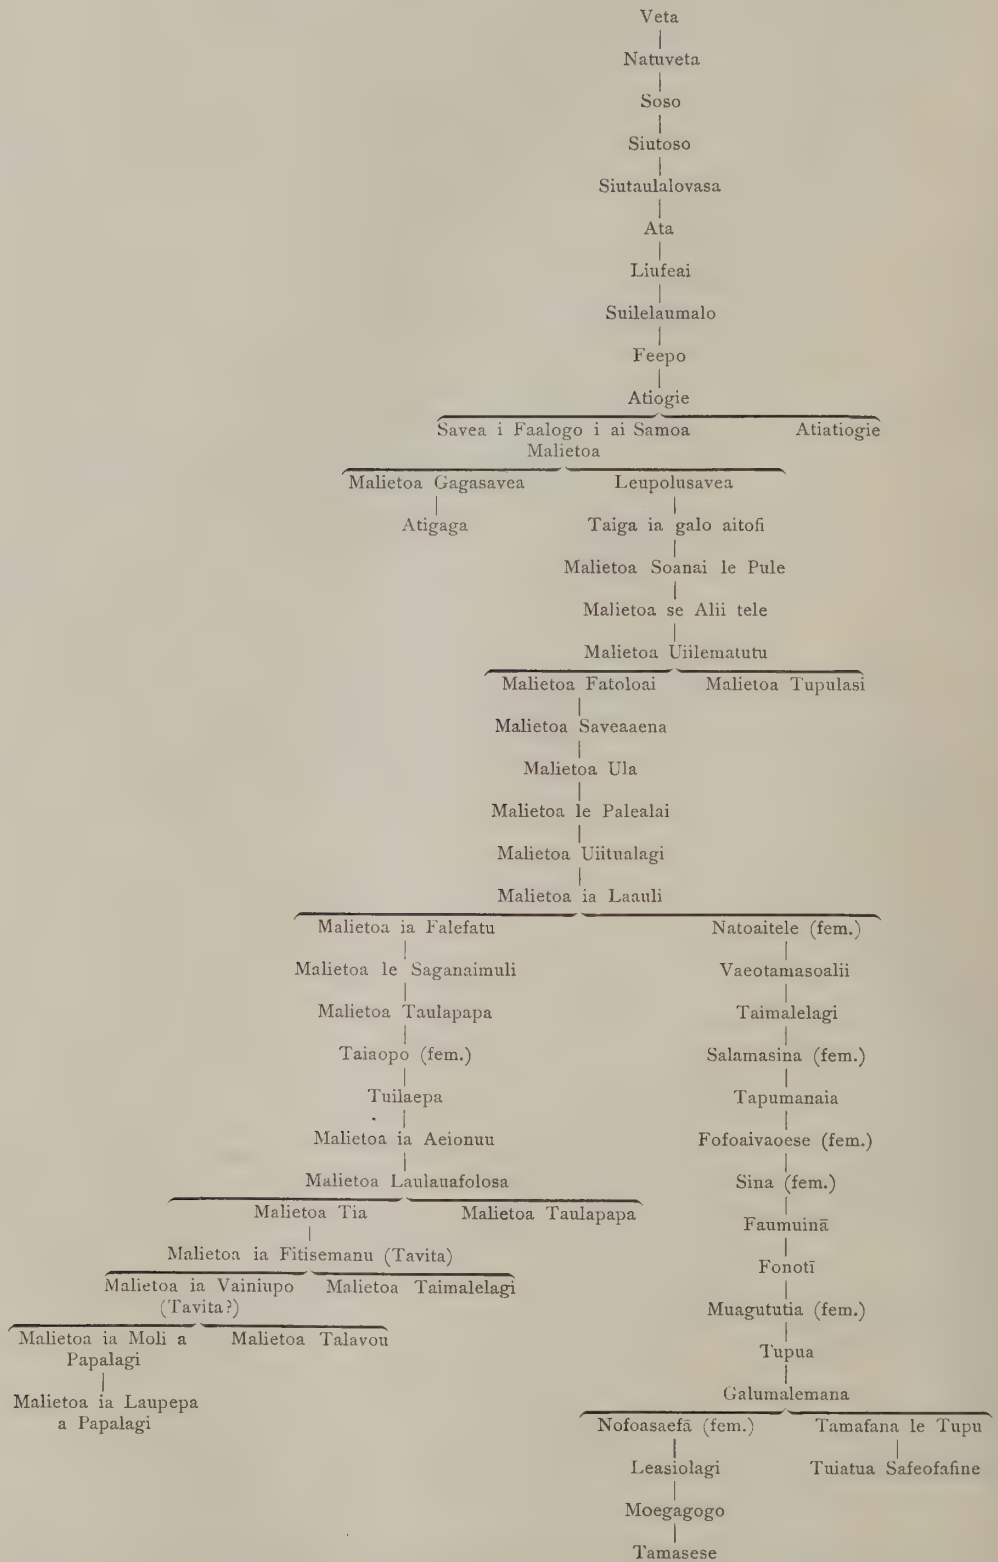 Veta
Natuveta
Soso
Siutoso
Siutaulalovasa
Ata
Liufeai
Suilelaumalo
Feepo
Atiogie
Savea i Faalogo i ai Samoa Atiatiogie
Malietoa
Malietoa Gagasavea Leupolusavea
Atigaga Taiga ia galo aitofi
Malietoa Soanai le Pule
Malietoa se Alii tele
Malietoa Uiilematutu
Malietoa Fatoloai Malietoa Tupulasi
Malietoa Saveaaena
Malietoa Ula
Malietoa le Palealai
Malietoa Uiitualagi
Malietoa ia Laauli
Malietoa ia Falefatu Natoaitele (fem.)
Malietoa le Saganaimuli Vaeotamasoalii
Malietoa Taulapapa Taimalelagi
Taiaopo (fem.) Salamasina (fem.)
Tuilaepa Tapumanaia
Malietoa ia Aeionuu Fofoaivaoese (fem.)
Malietoa Laulauafolosa Sina (fem.)
Malietoa Tia Malietoa Taulapapa Faumuinā
Malietoa ia Fitisemanu (Tavita) Fonotī
Malietoa ia Vainiupo Malietoa Taimalelagi Muagututia (fem.)
(Tavita?)
Malietoa ia Moli a Malietoa Talavou Tupua
Papalagi
Malietoa ia Laupepa Galumalemana
a Papalagi
Nofoasaefā (fem.) Tamafana le Tupu
Leasiolagi Tuiatua Safeofafine
Moegagogo
Tamasese